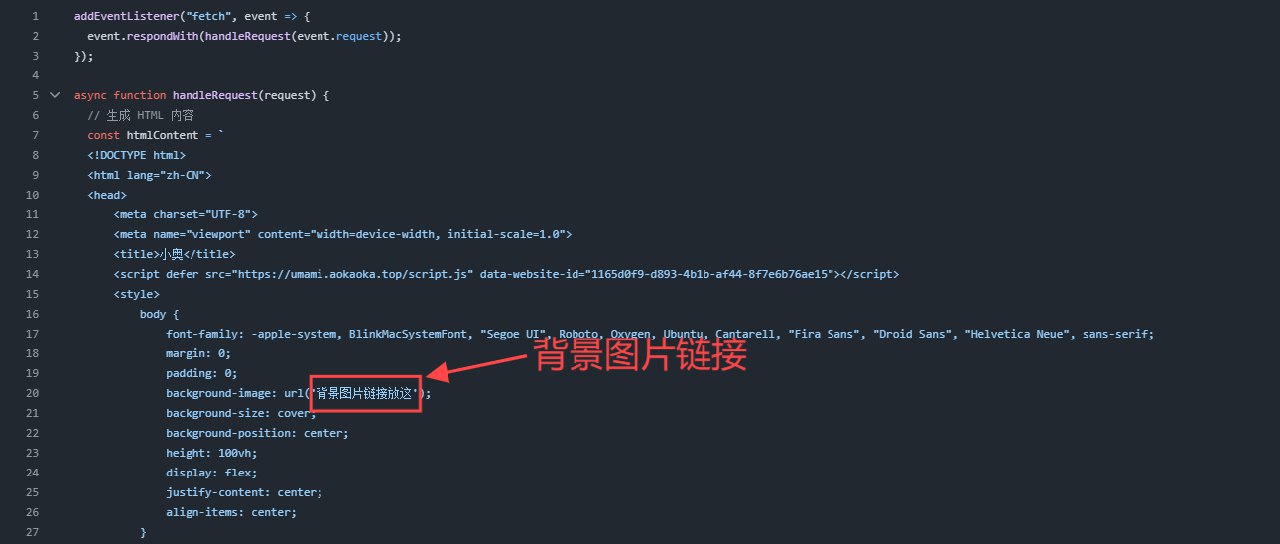 1 addEventListener("fetch", event => {
2 event.respondWith(handleRequest(event.request));
3 });
4
5 async function handleRequest(request) {
6 // 生成 HTML 内容
7 const htmlContent = `
8 <!DOCTYPE html>
9 <html lang="zh-CN">
10 <head>
11 <meta charset="UTF-8">
12 <meta name="viewport" content="width=device-width, initial-scale=1.0">
13 <title>小奥</title>
14 <script defer src="https://umami.aokaoka.top/script.js" data-website-id="1165d0f9-d893-4b1b-af44-8f7e6b76ae15"></script>
15 <style>
16 body {
17 font-family: -apple-system, BlinkMacSystemFont, "Segoe UI", Roboto, Oxygen, Ubuntu, Cantarell, "Fira Sans", "Droid Sans", "Helvetica Neue", sans-serif;
18 margin: 0;
背景图片链接
19 padding: 0;
20 background-image: url('背景图片链接放这');
21 background-size: cover;
22 background-position: center;
23 height: 100vh;
24 display: flex;
25 justify-content: center;
26 align-items: center;
27 }